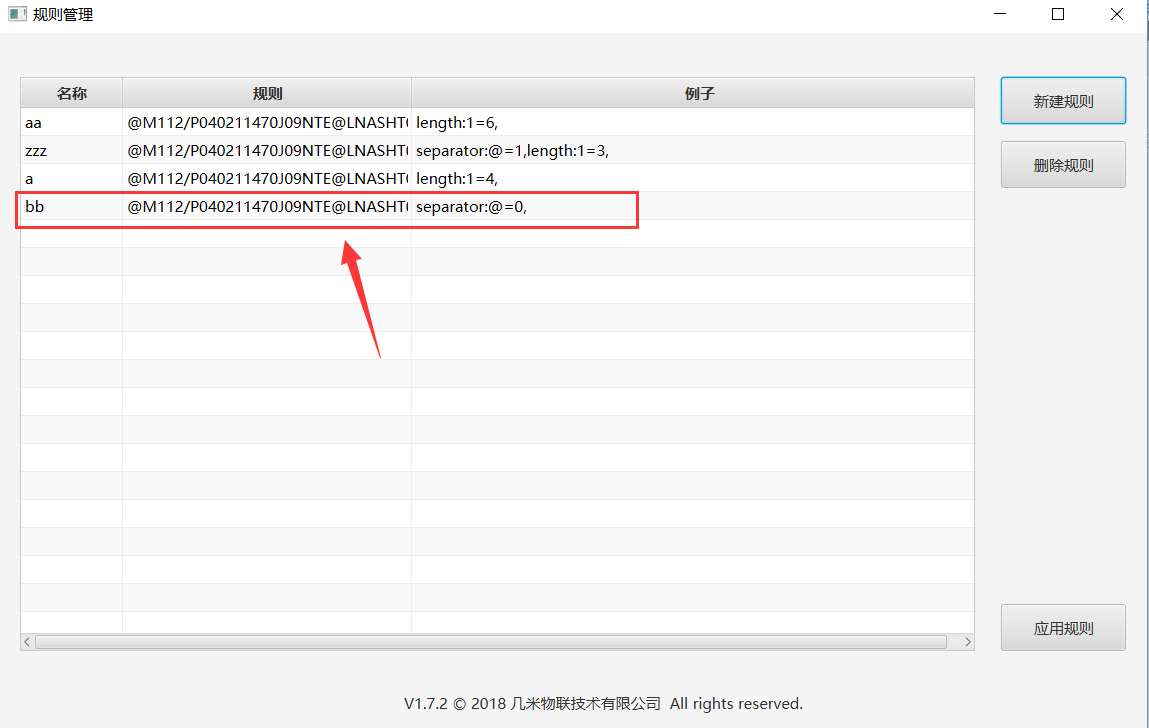 规则管理
名称 规则 例子
新建规则
aa @M112/P040211470J09NTE@LNASHT length:1=6,
zzz @M112/P040211470J09NTE@LNASHT separator:@=1,length:1=3,
删除规则
a @M112/P040211470J09NTE@LNASHT length:1=4,
bb @M112/P040211470J09NTE@LNASHT separator:@=0,
应用规则
V1.7.2 © 2018 几米物联技术有限公司 All rights reserved.